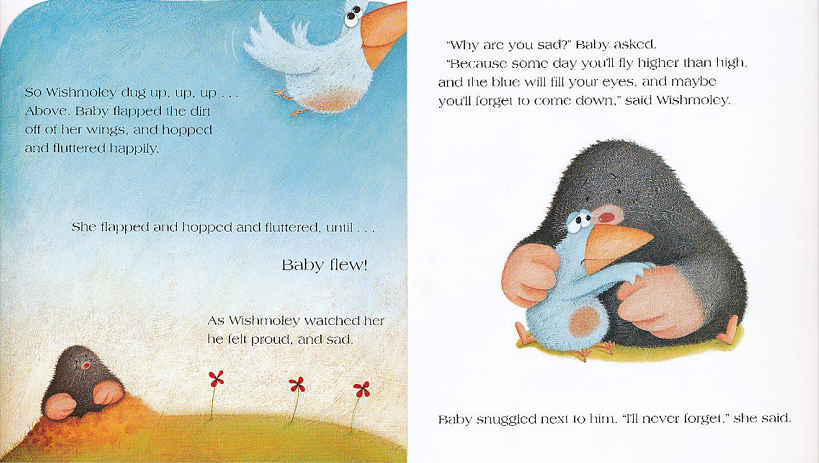 So Wishmoley dug up, up, up . . .
Above. Baby flapped the dirt
off of her wings, and hopped
and fluttered happily.
She flapped and hopped and fluttered, until . . .
Baby flew!
As Wishmoley watched her
he felt proud, and sad.
"Why are you sad?" Baby asked.
"Because some day you'll fly higher than high,
and the blue will fill your eyes, and maybe
you'll forget to come down," said Wishmoley.
Baby snuggled next to him. "I'll never forget," she said.